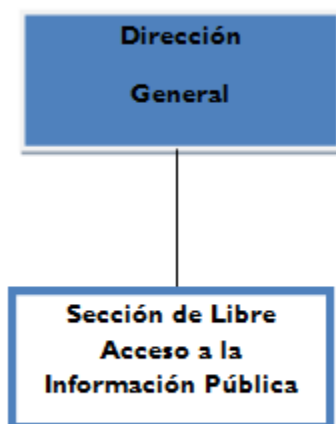 Dirección
General
Sección de Libre
Acceso a la
Información Pública